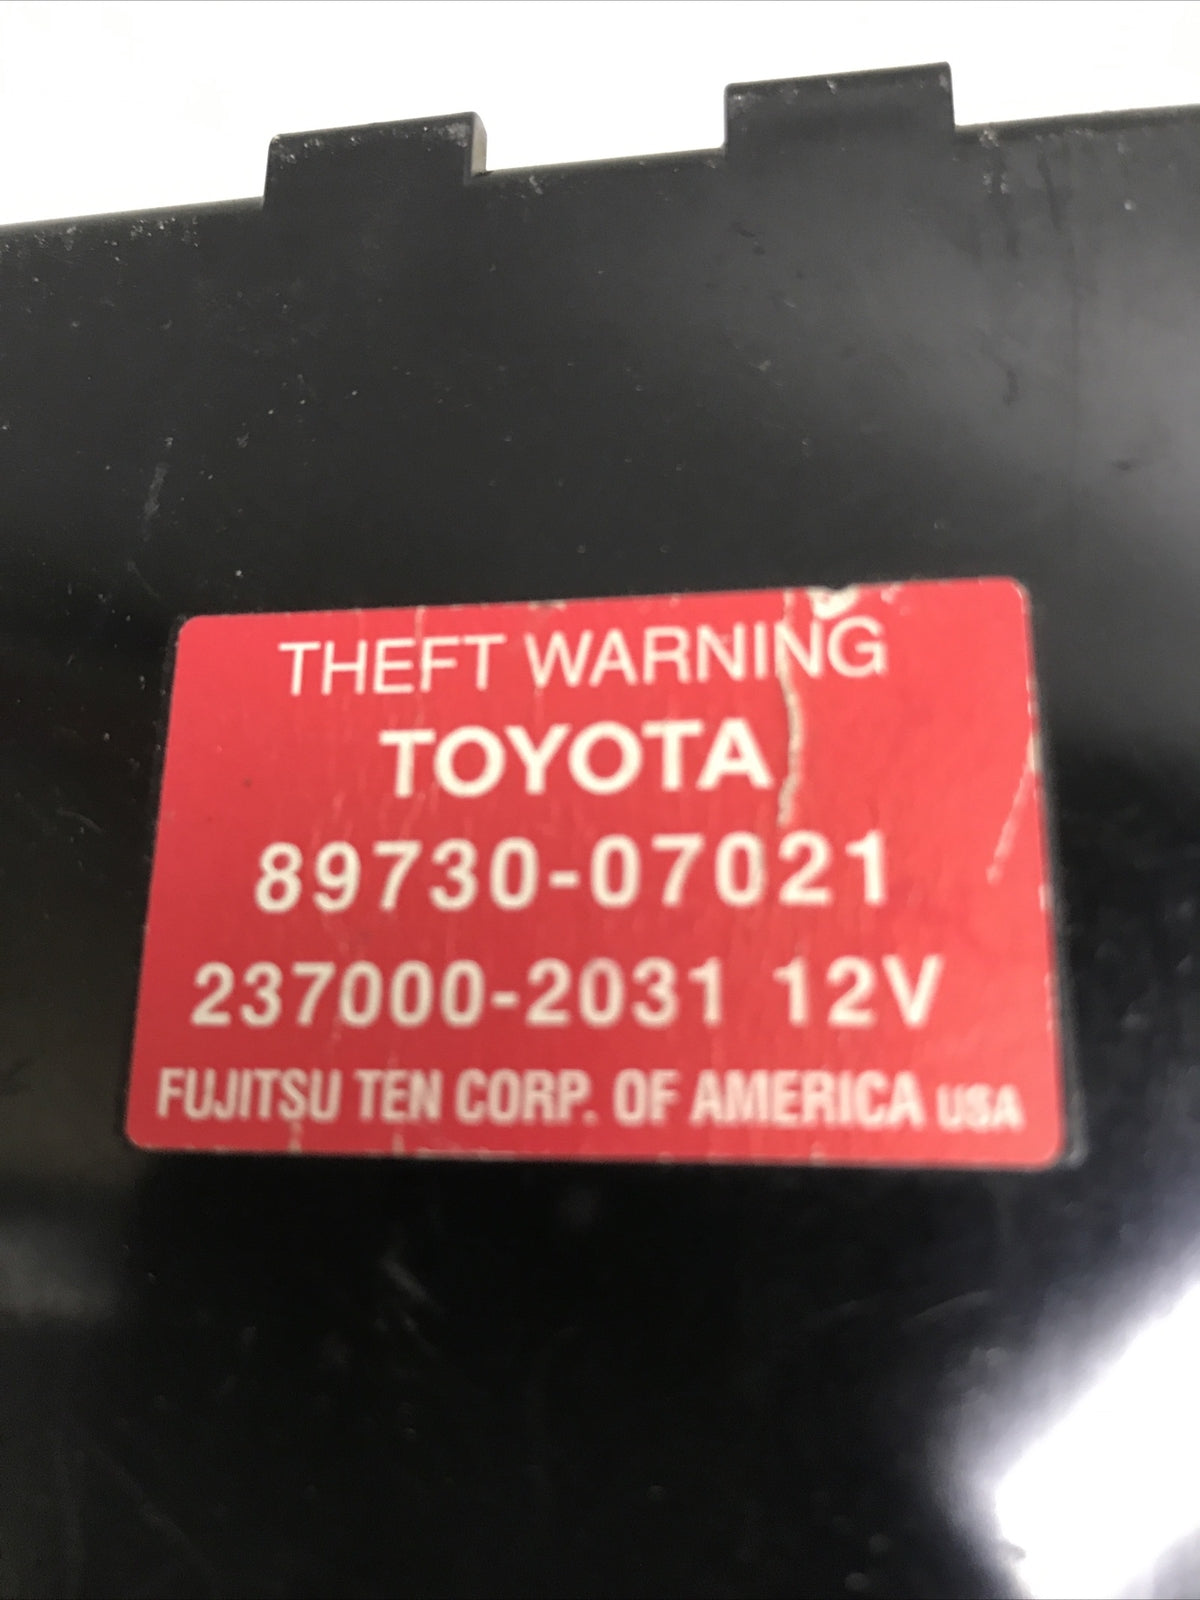 THEFT WARNING
TOYOTA
89730-07021
237000-2031 12V
FUJITSU TEN CORP. OF AMERICA USA